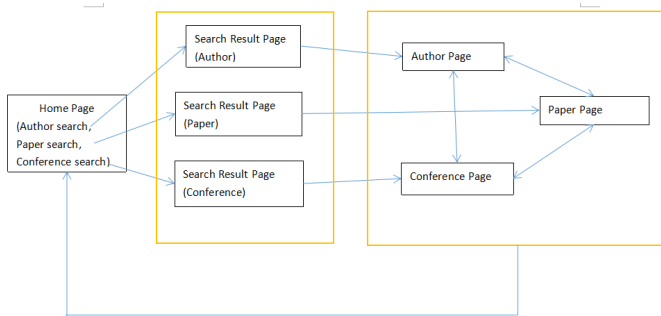 Home Page
(Author search,
Paper search,
Conference search)
Search Result Page
(Author)
Search Result Page
(Paper)
Search Result Page
(Conference)
Author Page
Paper Page
Conference Page